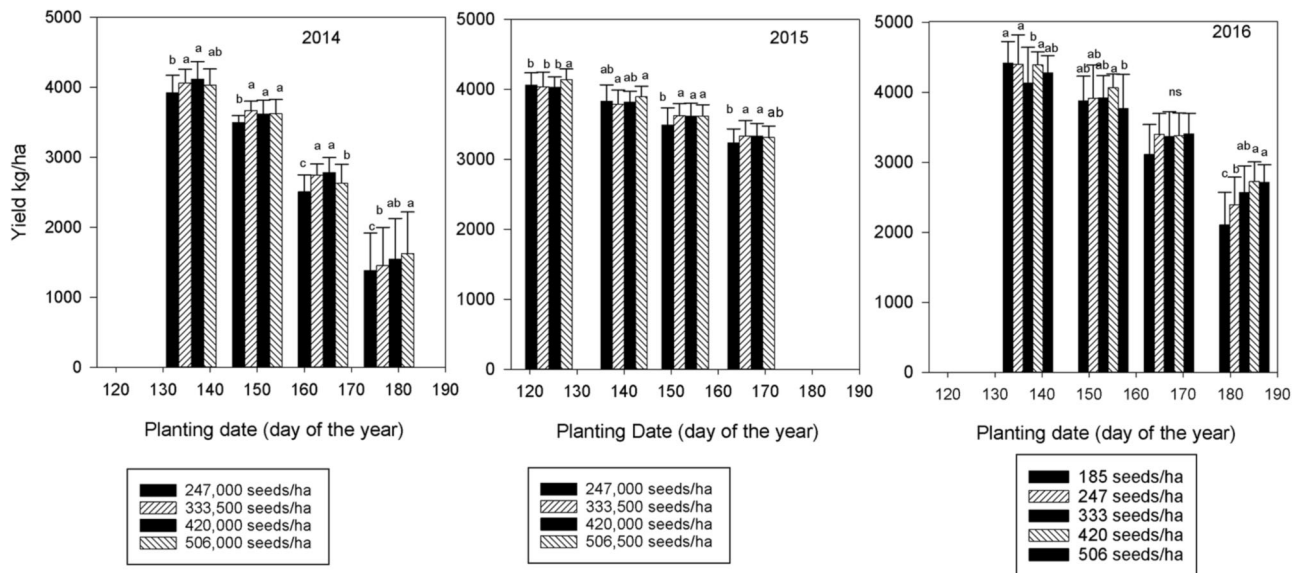 Yield kg/ha
5000
4000
3000
2000
1000
0
2014
b a a ab
b a a a
c a a b
c b ab a
120 130 140 150 160 170 180 190
Planting date (day of the year)
247,000 seeds/ha
333,500 seeds/ha
420,000 seeds/ha
506,000 seeds/ha
5000
4000
3000
2000
1000
0
2015
b b b a
ab a ab a
b a a a
b a a ab
120 130 140 150 160 170 180 190
Planting Date (day of the year)
247,000 seeds/ha
333,500 seeds/ha
420,000 seeds/ha
506,500 seeds/ha
5000
4000
3000
2000
1000
0
2016
a a b a ab
ab ab ab a b
ns
c b ab a a
120 130 140 150 160 170 180 190
Planting date (day of the year)
185 seeds/ha
247 seeds/ha
333 seeds/ha
420 seeds/ha
506 seeds/ha